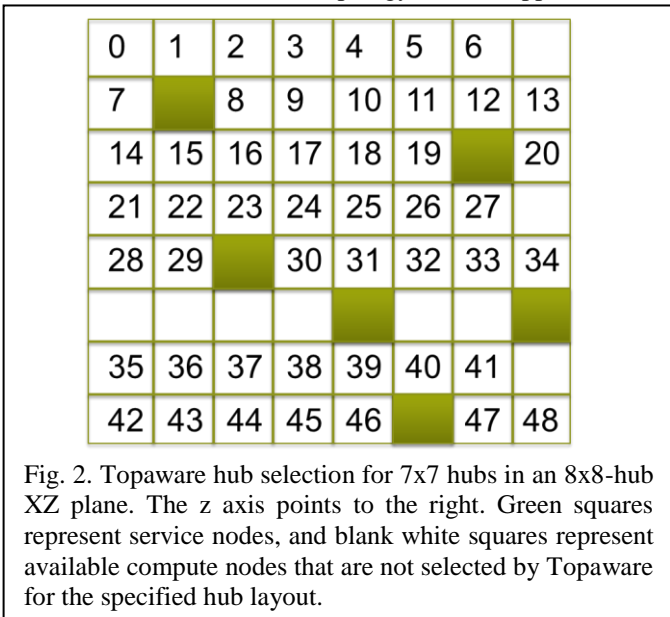 0 1 2 3 4 5 6
7 8 9 10 11 12 13
14 15 16 17 18 19 20
21 22 23 24 25 26 27
28 29 30 31 32 33 34
35 36 37 38 39 40 41
42 43 44 45 46 47 48
Fig. 2. Topaware hub selection for 7x7 hubs in an 8x8-hub
XZ plane. The z axis points to the right. Green squares
represent service nodes, and blank white squares represent
available compute nodes that are not selected by Topaware
for the specified hub layout.